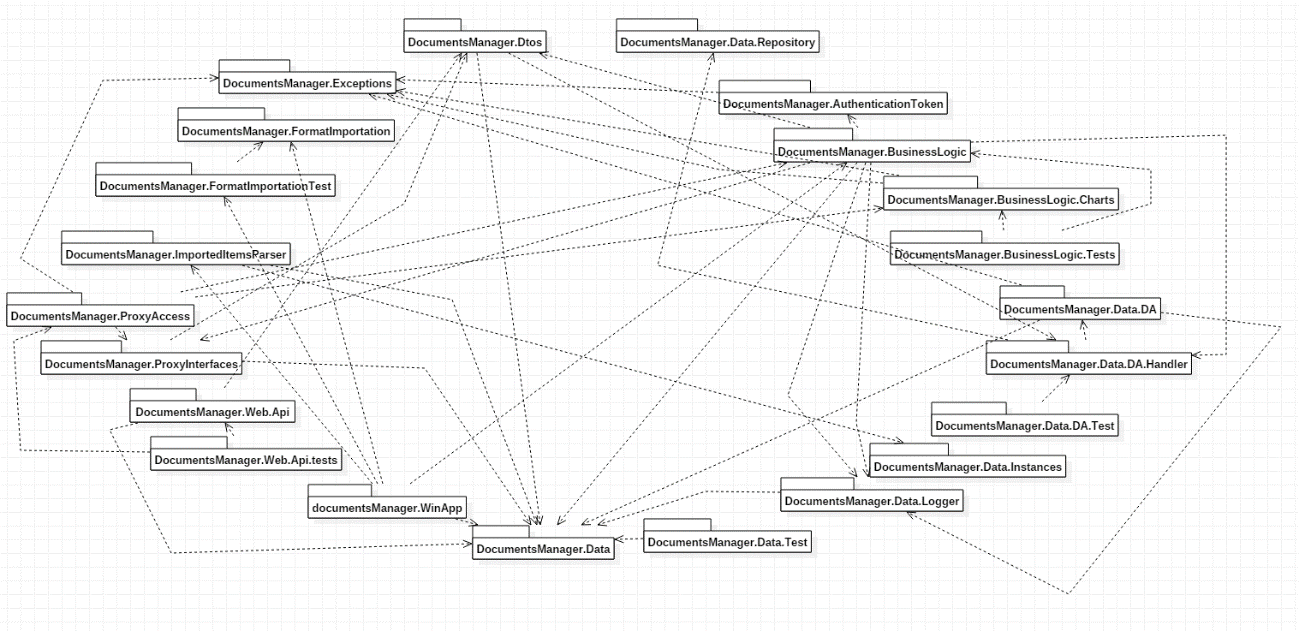 DocumentsManager.Dtos
DocumentsManager.Data.Repository
DocumentsManager.Exceptions
DocumentsManager.AuthenticationToken
DocumentsManager.FormatImportation
DocumentsManager.BusinessLogic
DocumentsManager.FormatImportationTest
DocumentsManager.BusinessLogic.Charts
DocumentsManager.ImportedItemsParser
DocumentsManager.BusinessLogic.Tests
DocumentsManager.ProxyAccess
DocumentsManager.Data.DA
DocumentsManager.ProxyInterfaces
DocumentsManager.Data.DA.Handler
DocumentsManager.Web.Api
DocumentsManager.Data.DA.Test
DocumentsManager.Web.Api.tests
DocumentsManager.Data.Instances
documentsManager.WinApp
DocumentsManager.Data.Logger
DocumentsManager.Data
DocumentsManager.Data.Test